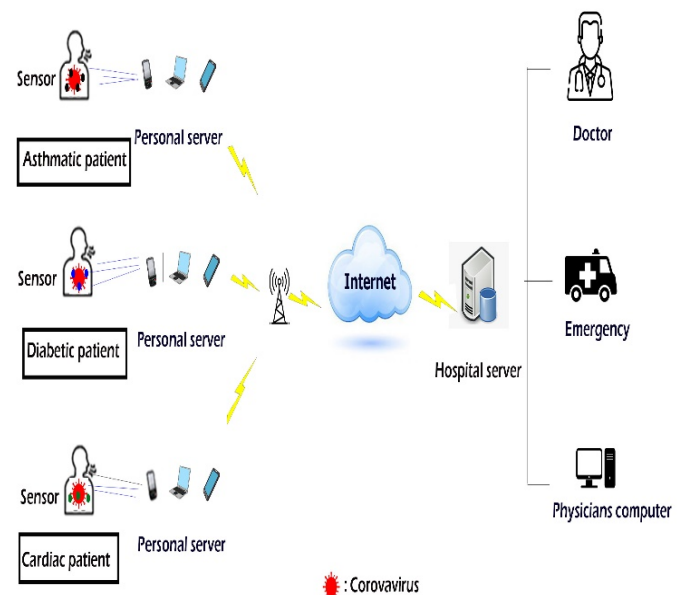 Sensor
Personal server
Asthmatic patient
Doctor
Sensor
Personal server
Diabetic patient
Internet
Hospital server
Emergency
Sensor
Personal server
Cardiac patient
Physicians computer
: Corovavirus